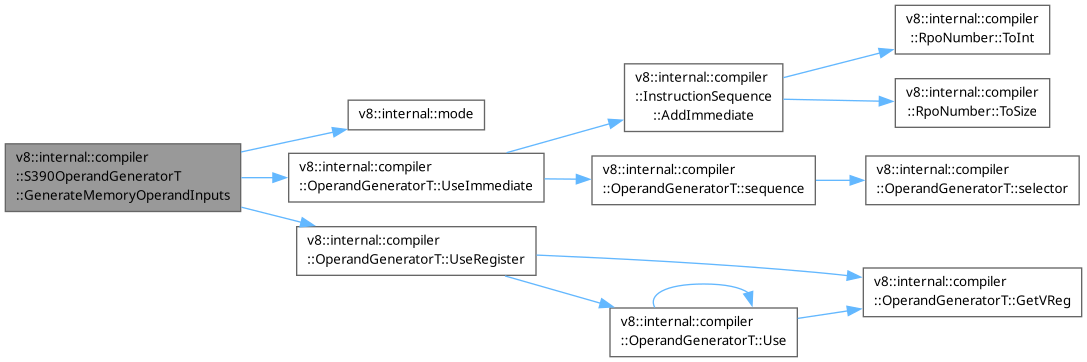 v8::internal::compiler
::S390OperandGeneratorT
::GenerateMemoryOperandInputs
v8::internal::mode
v8::internal::compiler
::OperandGeneratorT::UseImmediate
v8::internal::compiler
::InstructionSequence
::AddImmediate
v8::internal::compiler
::RpoNumber::ToInt
v8::internal::compiler
::RpoNumber::ToSize
v8::internal::compiler
::OperandGeneratorT::sequence
v8::internal::compiler
::OperandGeneratorT::selector
v8::internal::compiler
::OperandGeneratorT::UseRegister
v8::internal::compiler
::OperandGeneratorT::GetVReg
v8::internal::compiler
::OperandGeneratorT::Use